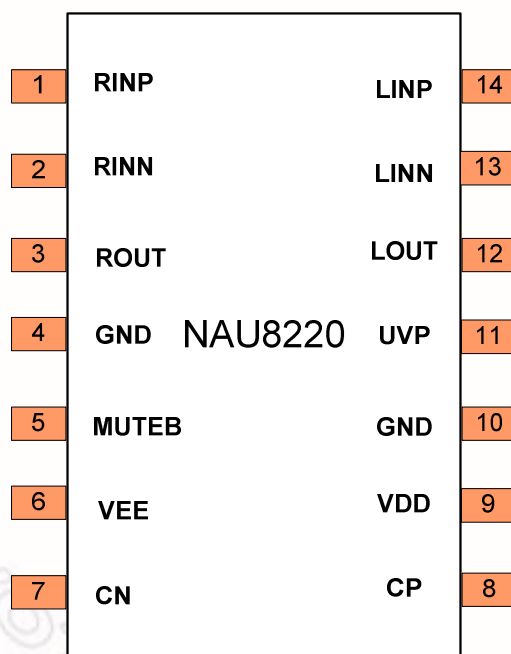 1 RINP LINP 14
2 RINN LINN 13
3 ROUT LOUT 12
4 GND NAU8220 UVP 11
5 MUTEB GND 10
6 VEE VDD 9
7 CN CP 8